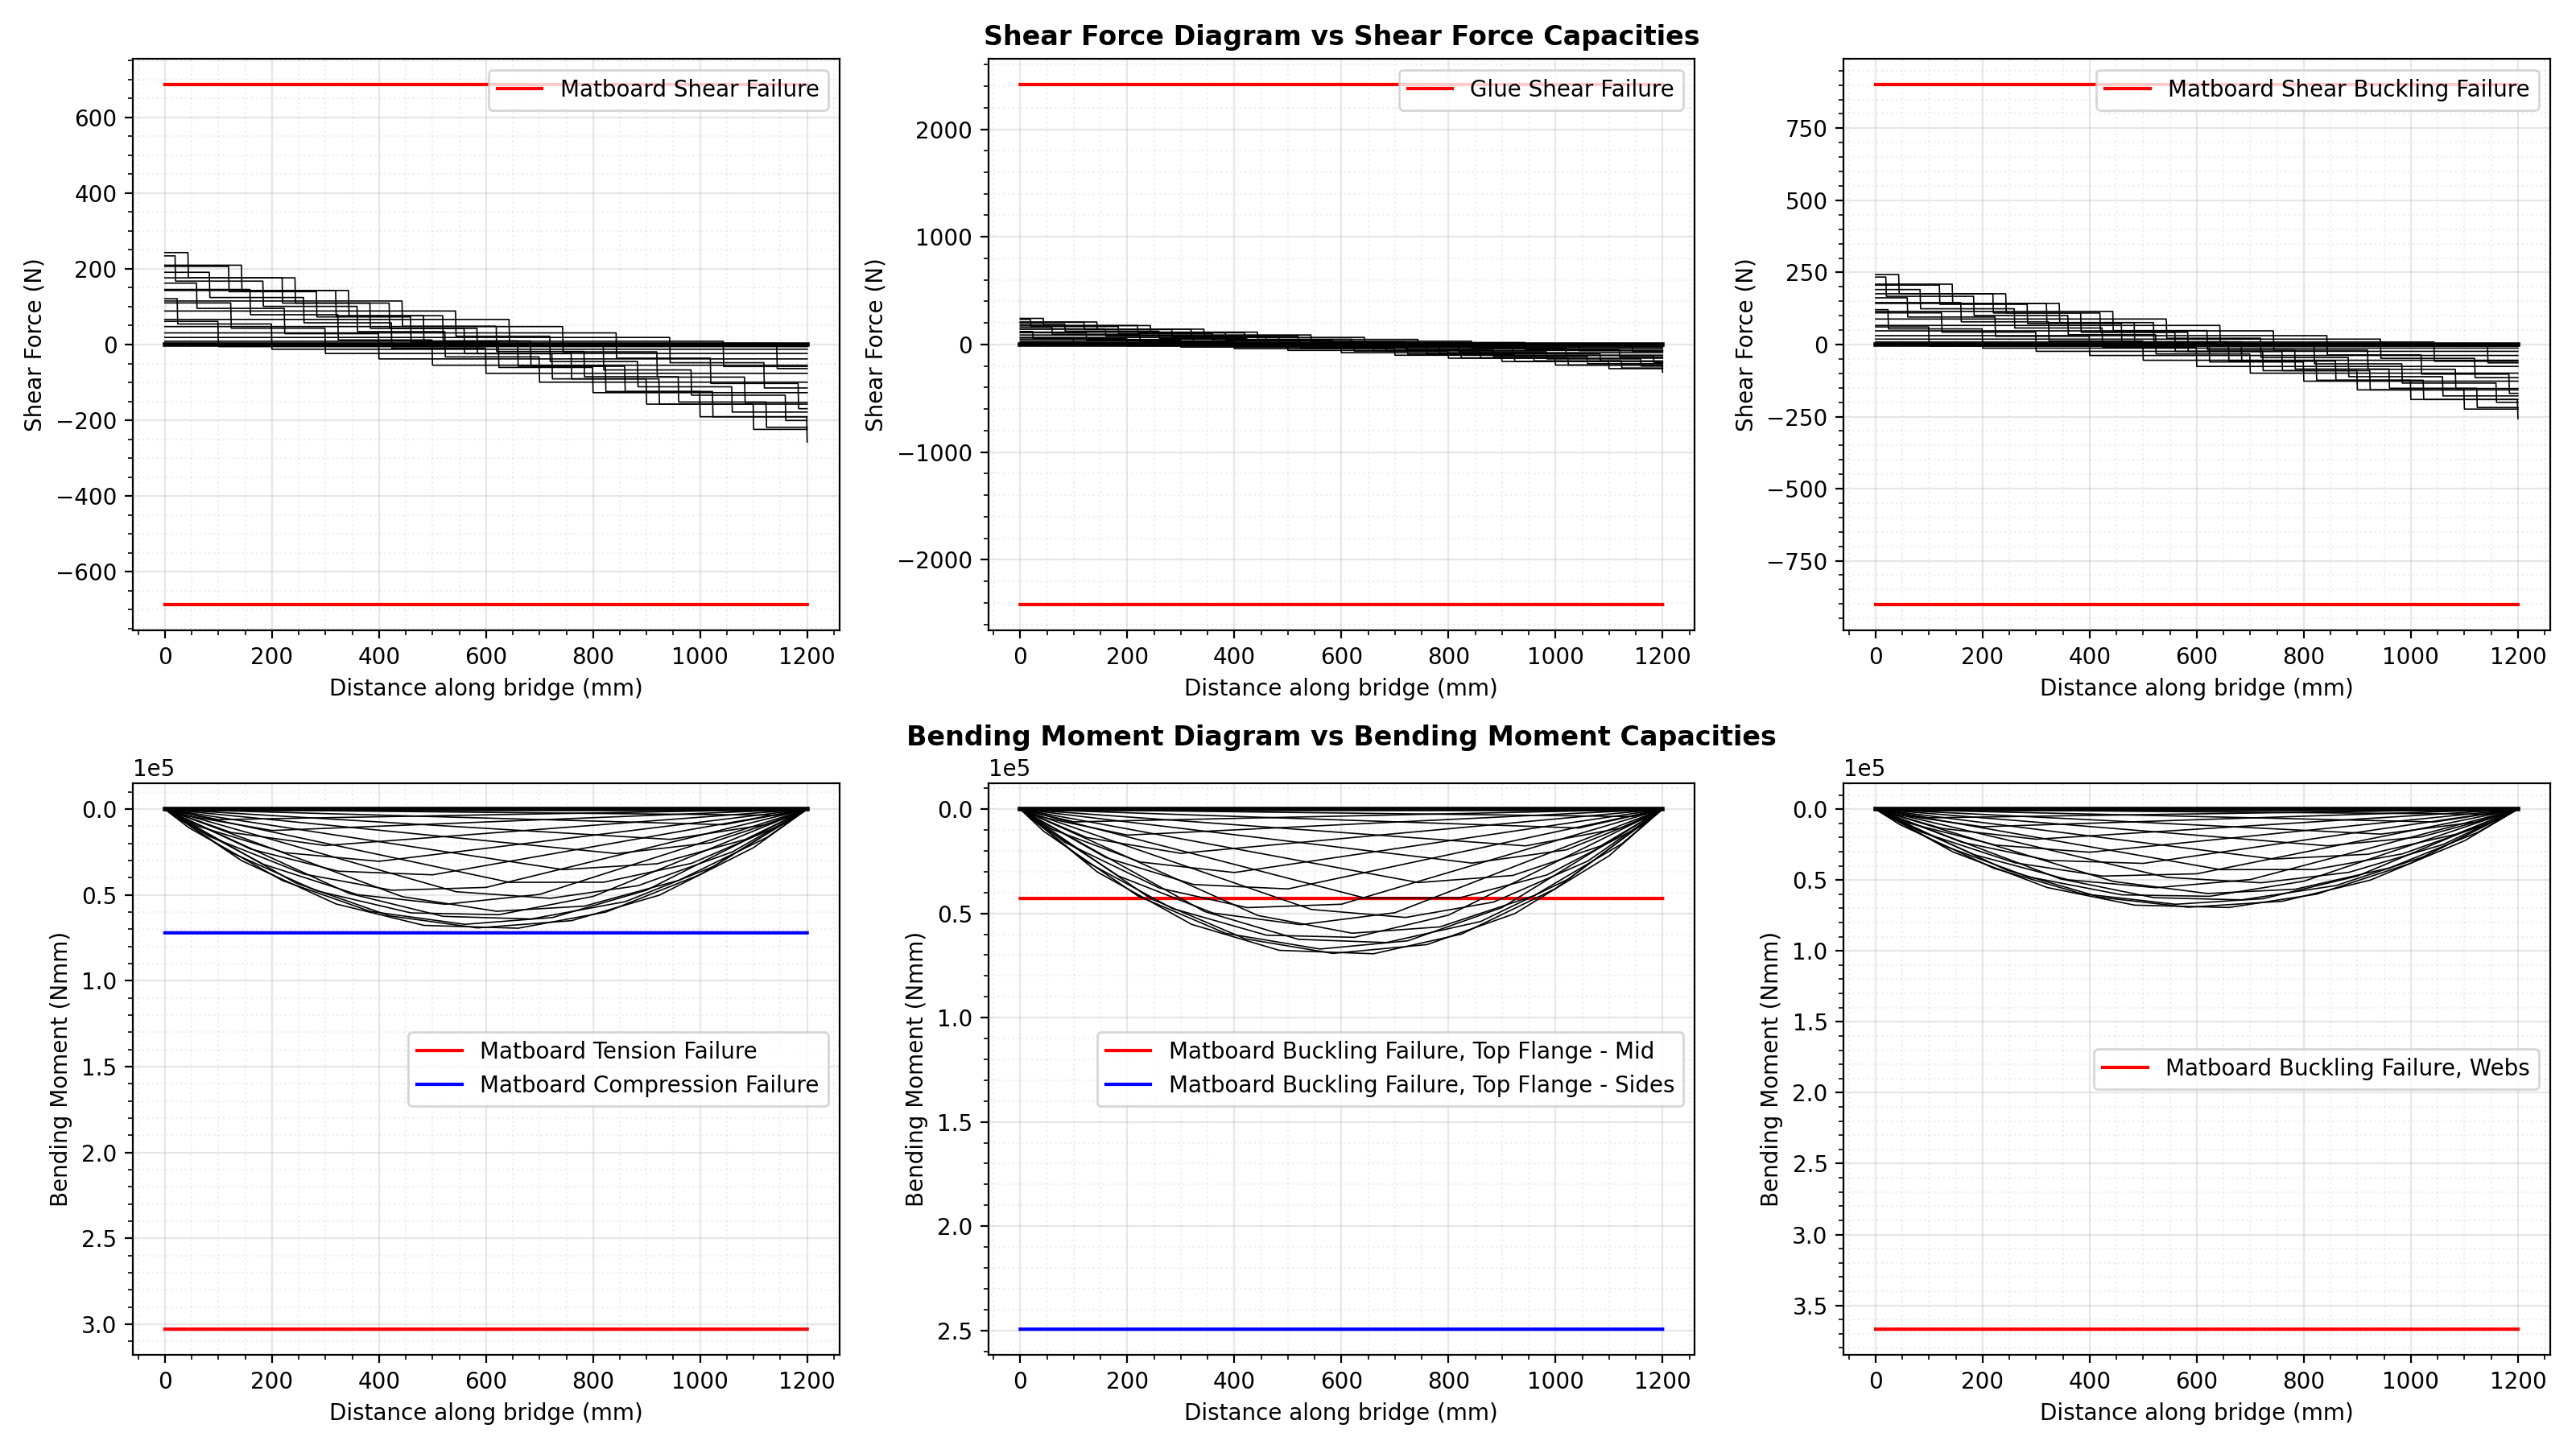 Shear Force Diagram vs Shear Force Capacities
Shear Force (N)
600
400
200
0
−200
−400
−600
Matboard Shear Failure
0 200 400 600 800 1000 1200
Distance along bridge (mm)
Shear Force (N)
2000
1000
0
−1000
−2000
Glue Shear Failure
0 200 400 600 800 1000 1200
Distance along bridge (mm)
Shear Force (N)
750
500
250
0
−250
−500
−750
Matboard Shear Buckling Failure
0 200 400 600 800 1000 1200
Distance along bridge (mm)
Bending Moment Diagram vs Bending Moment Capacities
1e5
Bending Moment (Nmm)
0.0
0.5
1.0
1.5
2.0
2.5
3.0
Matboard Tension Failure
Matboard Compression Failure
0 200 400 600 800 1000 1200
Distance along bridge (mm)
1e5
Bending Moment (Nmm)
0.0
0.5
1.0
1.5
2.0
2.5
Matboard Buckling Failure, Top Flange - Mid
Matboard Buckling Failure, Top Flange - Sides
0 200 400 600 800 1000 1200
Distance along bridge (mm)
1e5
Bending Moment (Nmm)
0.0
0.5
1.0
1.5
2.0
2.5
3.0
3.5
Matboard Buckling Failure, Webs
0 200 400 600 800 1000 1200
Distance along bridge (mm)